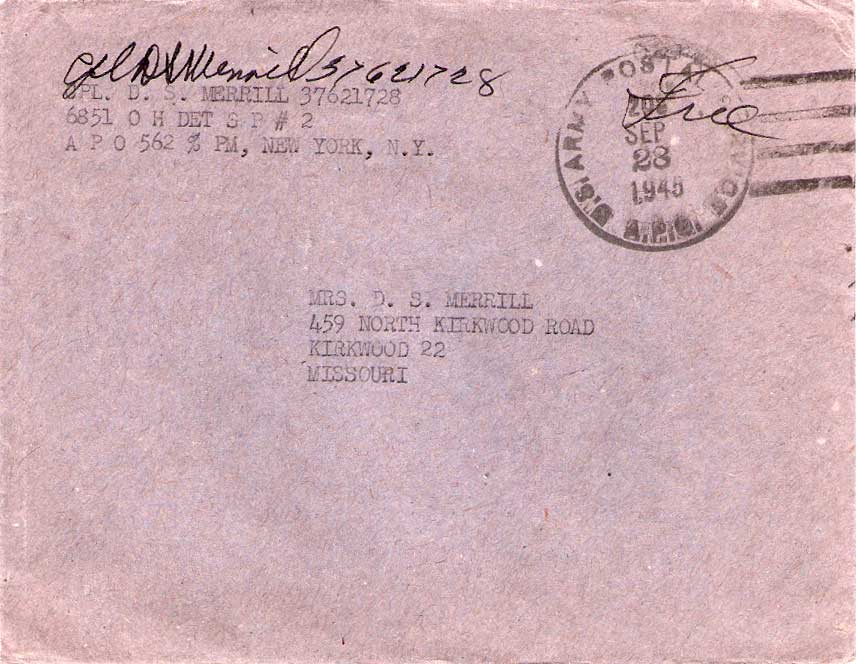 Cpl D S Merrill 37621728
CPL. D. S. MERRILL 37621728
6851 O H DET S P # 2
A P O 562 % PM, NEW YORK, N.Y.
Free
U.S. ARMY POSTAL
SEP
28
1945
A.P.O.
MRS. D. S. MERRILL
459 NORTH KIRKWOOD ROAD
KIRKWOOD 22
MISSOURI